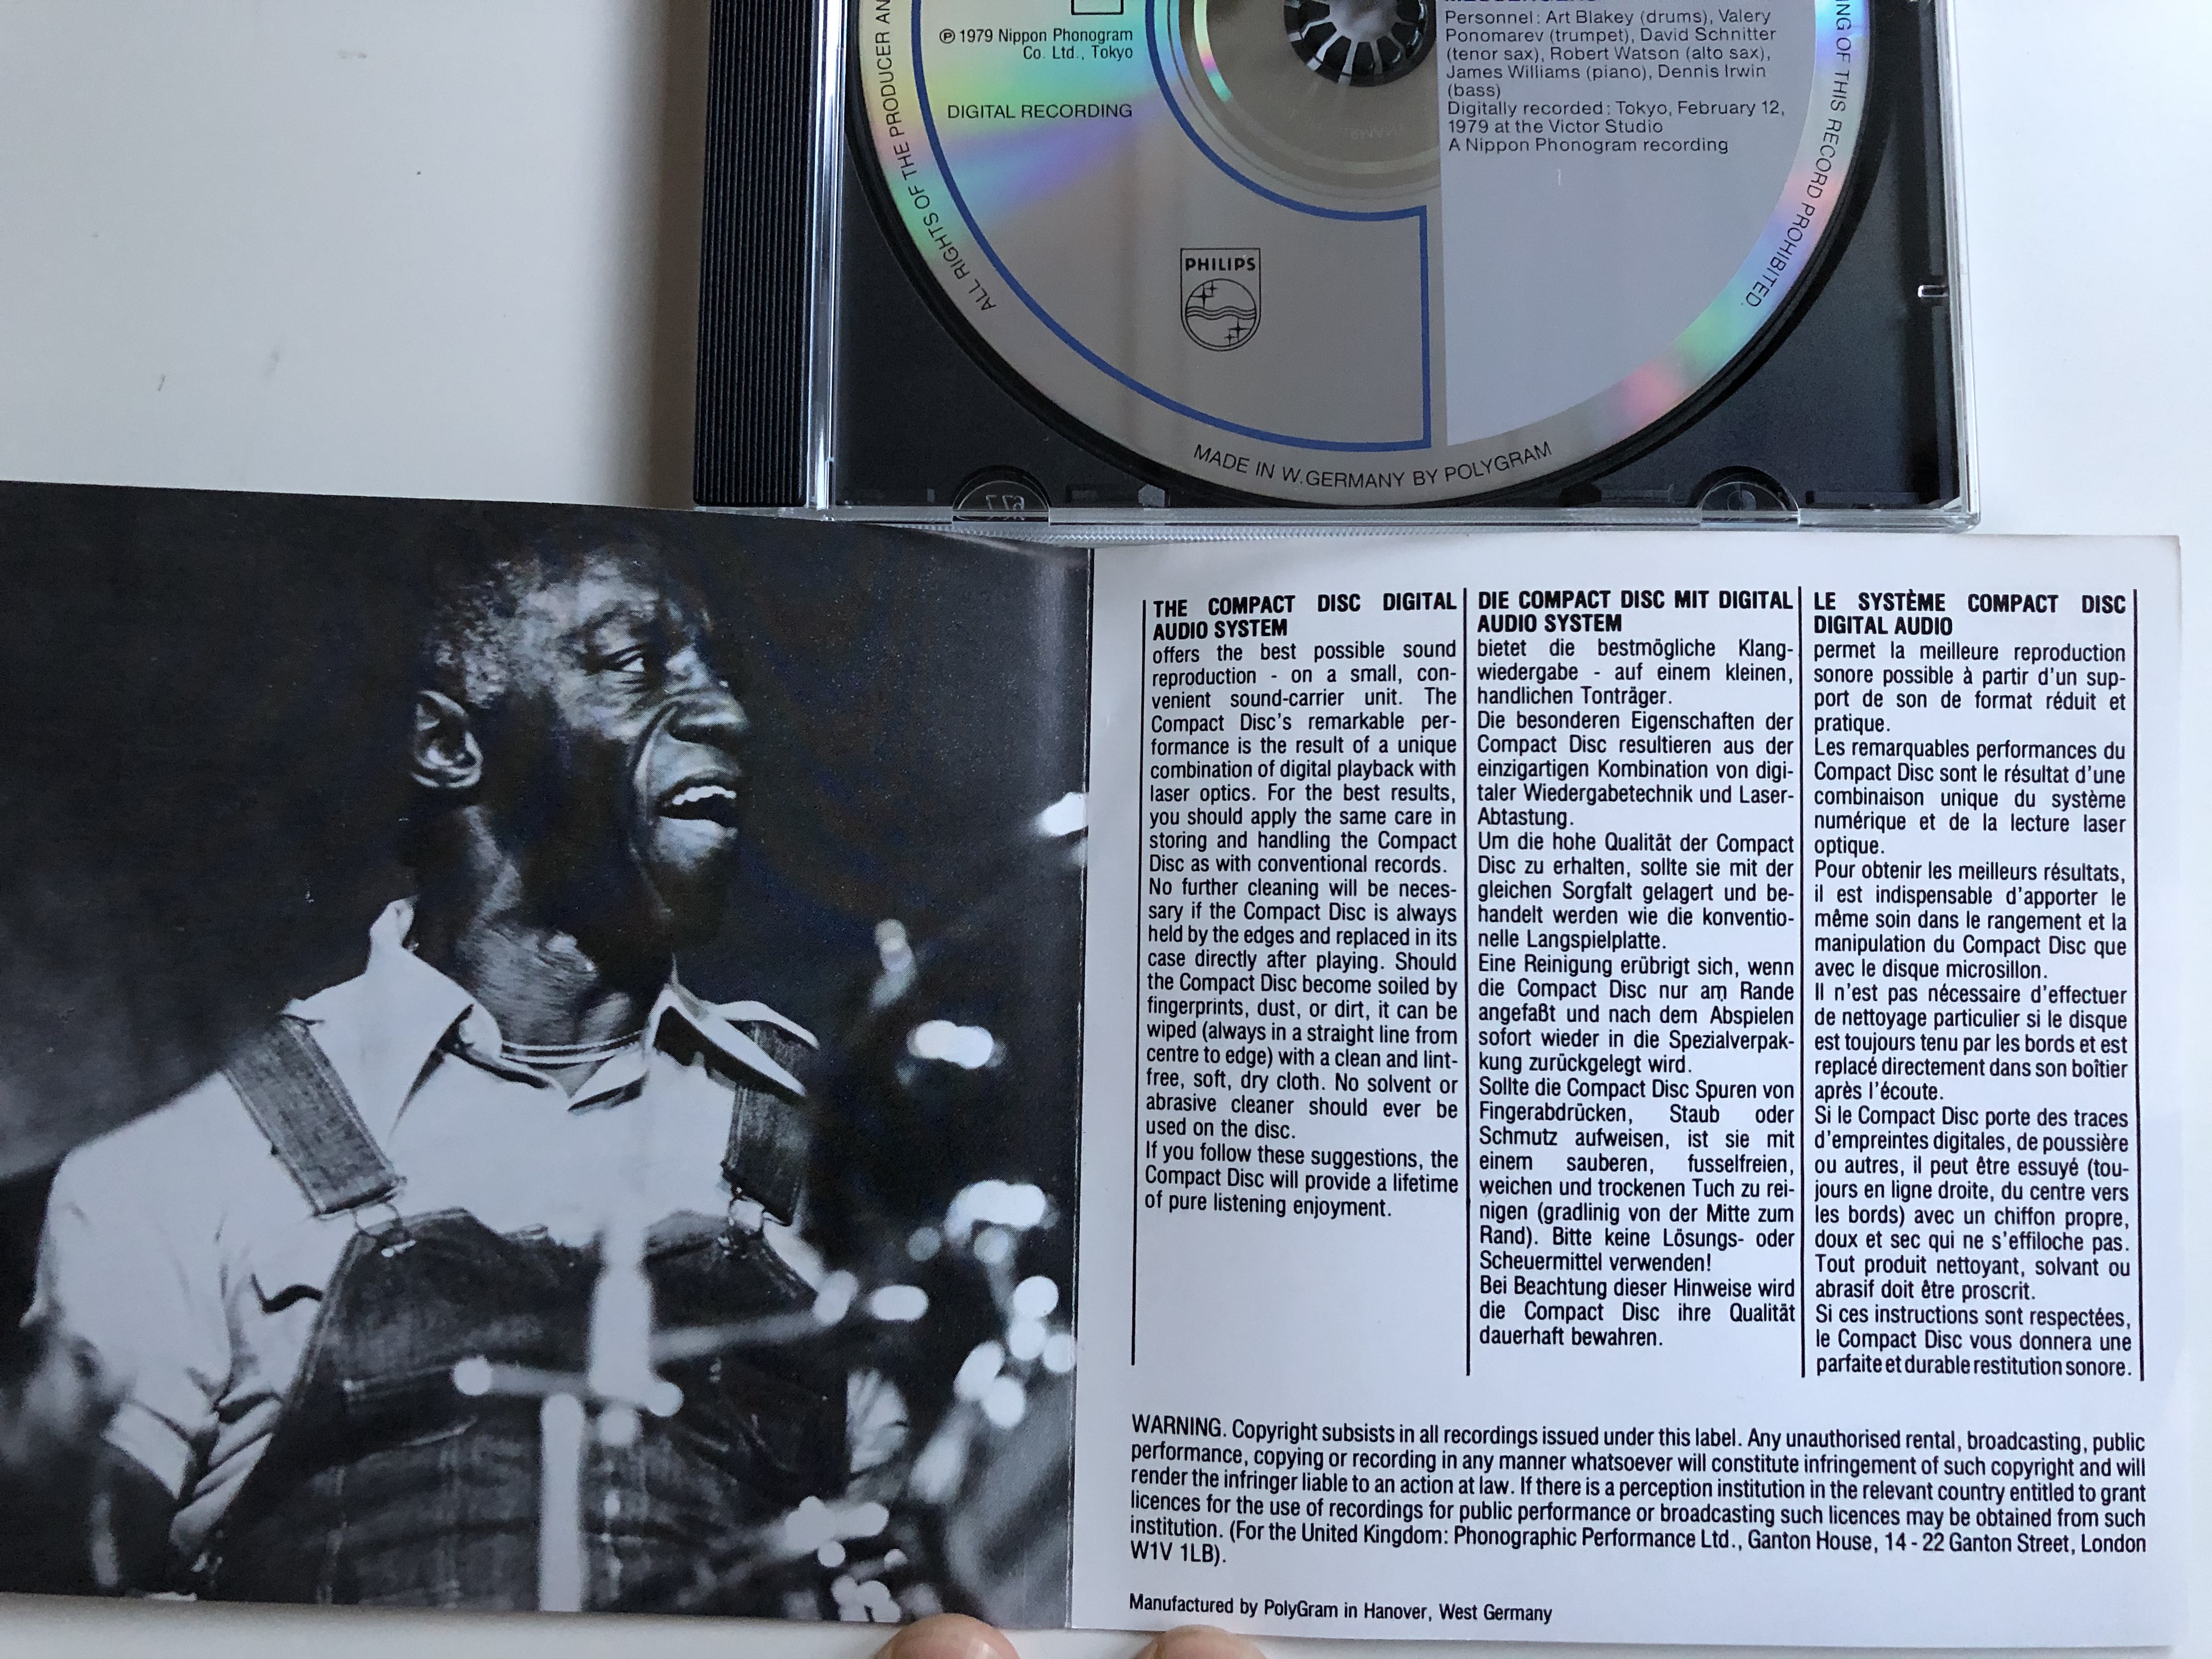 ℗ 1979 Nippon Phonogram
Co. Ltd., Tokyo
DIGITAL RECORDING
Personnel: Art Blakey (drums), Valery
Ponomarev (trumpet), David Schnitter
(tenor sax), Robert Watson (alto sax),
James Williams (piano), Dennis Irwin
(bass)
Digitally recorded: Tokyo, February 12,
1979 at the Victor Studio
A Nippon Phonogram recording
PHILIPS
ALL RIGHTS OF THE PRODUCER AN
OF THIS RECORD PROHIBITED.
MADE IN W.GERMANY BY POLYGRAM
THE COMPACT DISC DIGITAL
AUDIO SYSTEM
offers the best possible sound
reproduction - on a small, con-
venient sound-carrier unit. The
Compact Disc's remarkable per-
formance is the result of a unique
combination of digital playback with
laser optics. For the best results,
you should apply the same care in
storing and handling the Compact
Disc as with conventional records.
No further cleaning will be neces-
sary if the Compact Disc is always
held by the edges and replaced in its
case directly after playing. Should
the Compact Disc become soiled by
fingerprints, dust, or dirt, it can be
wiped (always in a straight line from
centre to edge) with a clean and lint-
free, soft, dry cloth. No solvent or
abrasive cleaner should ever be
used on the disc.
If you follow these suggestions, the
Compact Disc will provide a lifetime
of pure listening enjoyment.
DIE COMPACT DISC MIT DIGITAL
AUDIO SYSTEM
bietet die bestmögliche Klang-
wiedergabe - auf einem kleinen,
handlichen Tonträger.
Die besonderen Eigenschaften der
Compact Disc resultieren aus der
einzigartigen Kombination von digi-
taler Wiedergabetechnik und Laser-
Abtastung.
Um die hohe Qualität der Compact
Disc zu erhalten, sollte sie mit der
gleichen Sorgfalt gelagert und be-
handelt werden wie die konventio-
nelle Langspielplatte.
Eine Reinigung erübrigt sich, wenn
die Compact Disc nur am Rande
angefaßt und nach dem Abspielen
sofort wieder in die Spezialverpak-
kung zurückgelegt wird.
Sollte die Compact Disc Spuren von
Fingerabdrücken, Staub oder
Schmutz aufweisen, ist sie mit
einem sauberen, fusselfreien,
weichen und trockenen Tuch zu rei-
nigen (gradlinig von der Mitte zum
Rand). Bitte keine Lösungs- oder
Scheuermittel verwenden!
Bei Beachtung dieser Hinweise wird
die Compact Disc ihre Qualität
dauerhaft bewahren.
LE SYSTÈME COMPACT DISC
DIGITAL AUDIO
permet la meilleure reproduction
sonore possible à partir d'un sup-
port de son de format réduit et
pratique.
Les remarquables performances du
Compact Disc sont le résultat d'une
combinaison unique du système
numérique et de la lecture laser
optique.
Pour obtenir les meilleurs résultats,
il est indispensable d'apporter le
même soin dans le rangement et la
manipulation du Compact Disc que
avec le disque microsillon.
Il n'est pas nécessaire d'effectuer
de nettoyage particulier si le disque
est toujours tenu par les bords et est
replacé directement dans son boîtier
après l'écoute.
Si le Compact Disc porte des traces
d'empreintes digitales, de poussière
ou autres, il peut être essuyé (tou-
jours en ligne droite, du centre vers
les bords) avec un chiffon propre,
doux et sec qui ne s'effiloche pas.
Tout produit nettoyant, solvant ou
abrasif doit être proscrit.
Si ces instructions sont respectées,
le Compact Disc vous donnera une
parfaite et durable restitution sonore.
WARNING. Copyright subsists in all recordings issued under this label. Any unauthorised rental, broadcasting, public
performance, copying or recording in any manner whatsoever will constitute infringement of such copyright and will
render the infringer liable to an action at law. If there is a perception institution in the relevant country entitled to grant
licences for the use of recordings for public performance or broadcasting such licences may be obtained from such
institution. (For the United Kingdom: Phonographic Performance Ltd., Ganton House, 14 - 22 Ganton Street, London
W1V 1LB).
Manufactured by PolyGram in Hanover, West Germany